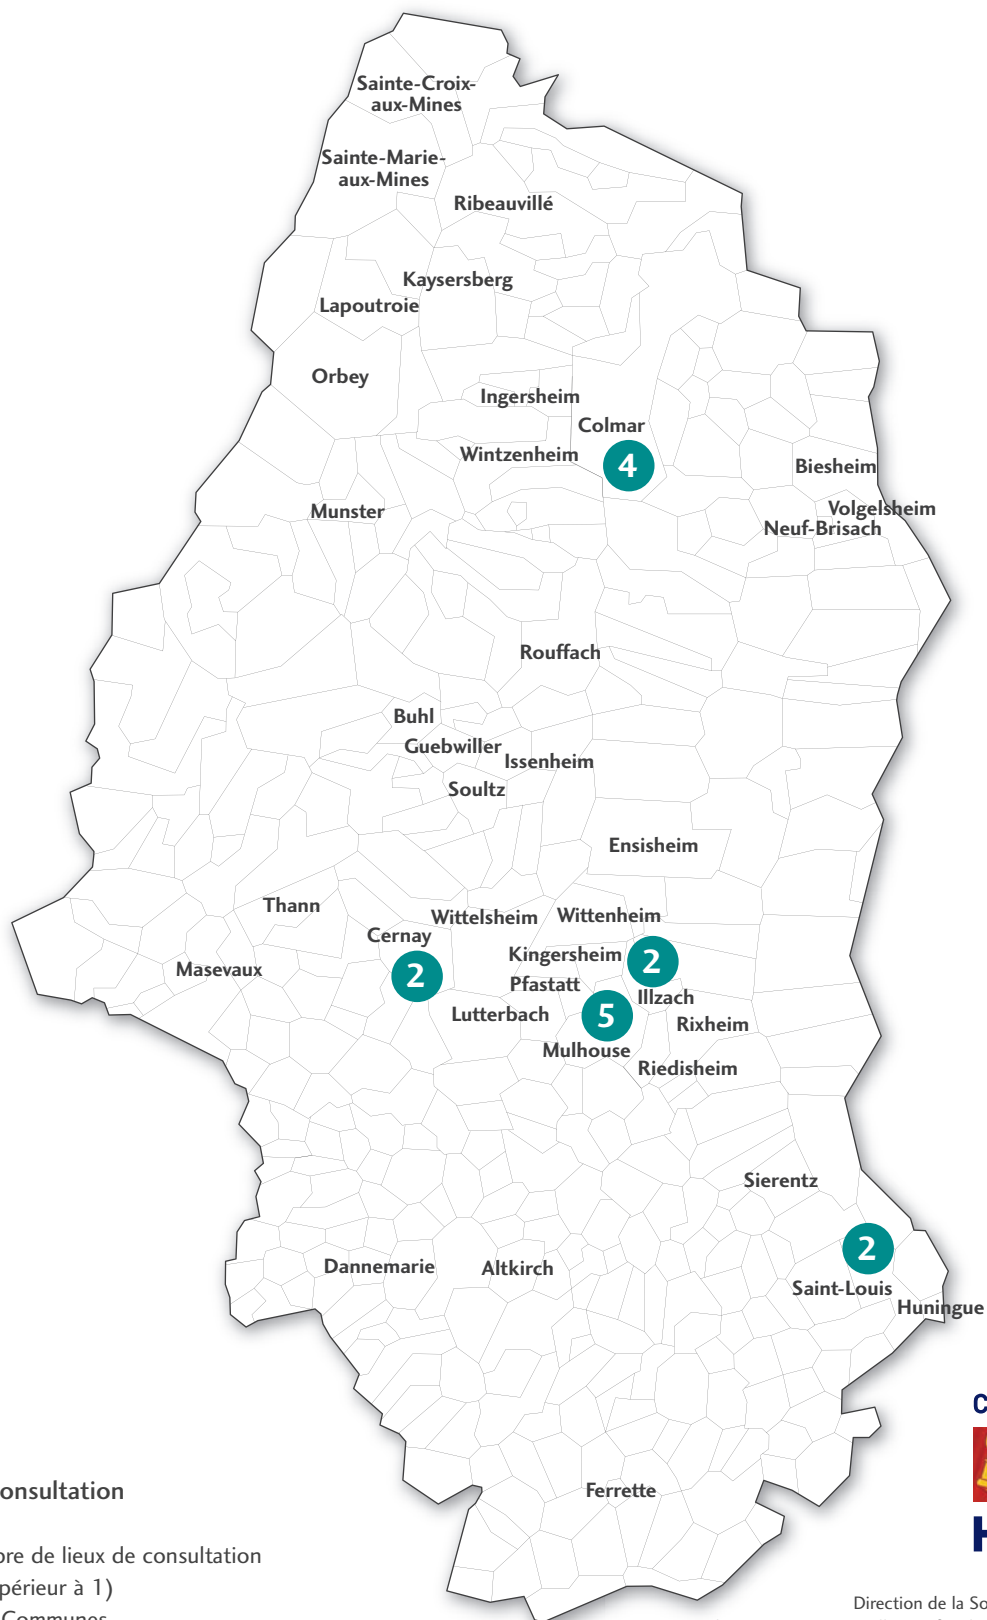 Sainte-Croix-
aux-Mines
Sainte-Marie-
aux-Mines
Ribeauvillé
Kaysersberg
Lapoutroie
Orbey
Ingersheim
Colmar
Wintzenheim
4
Biesheim
Munster
Volgelsheim
Neuf-Brisach
Rouffach
Buhl
Guebwiller
Issenheim
Soultz
Ensisheim
Thann
Wittelsheim
Wittenheim
Cernay
Kingersheim
2
Masevaux
2
Pfastatt
Illzach
Lutterbach
5
Rixheim
Mulhouse
Riedisheim
Sierentz
2
Dannemarie
Altkirch
Saint-Louis
Huningue
Ferrette
C
H
onsultation
bre de lieux de consultation
périeur à 1)
Communes
Direction de la So